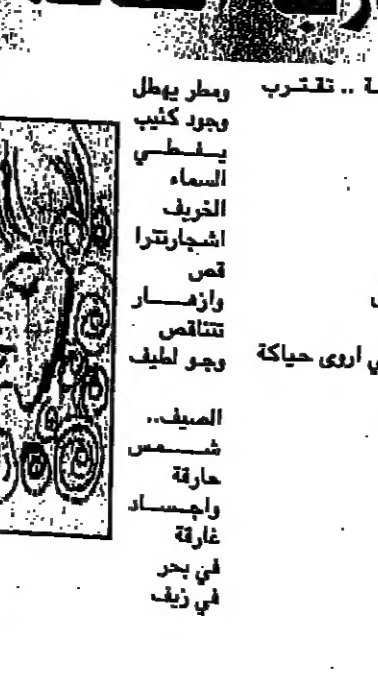 تقترب ..
اروى حياكة
ومطر يهطل
وجود كئيب
يغطي
السماء
الخريف
اشجارتترا
قص
وازهار
تتناقص
وجو لطيف
الصيف..
شمس
حارقة
واجساد
غارقة
في بحر
في زيف